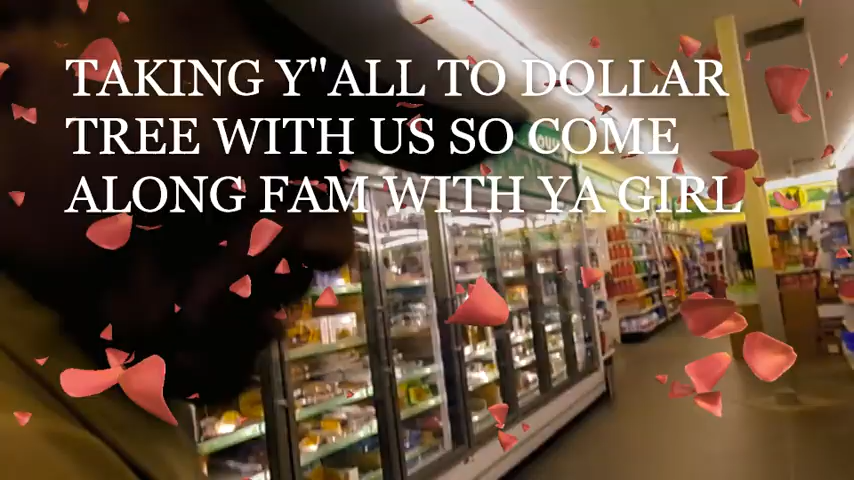 TAKING Y"ALL TO DOLLAR
TREE WITH US SO COME
ALONG FAM WITH YA GIRL